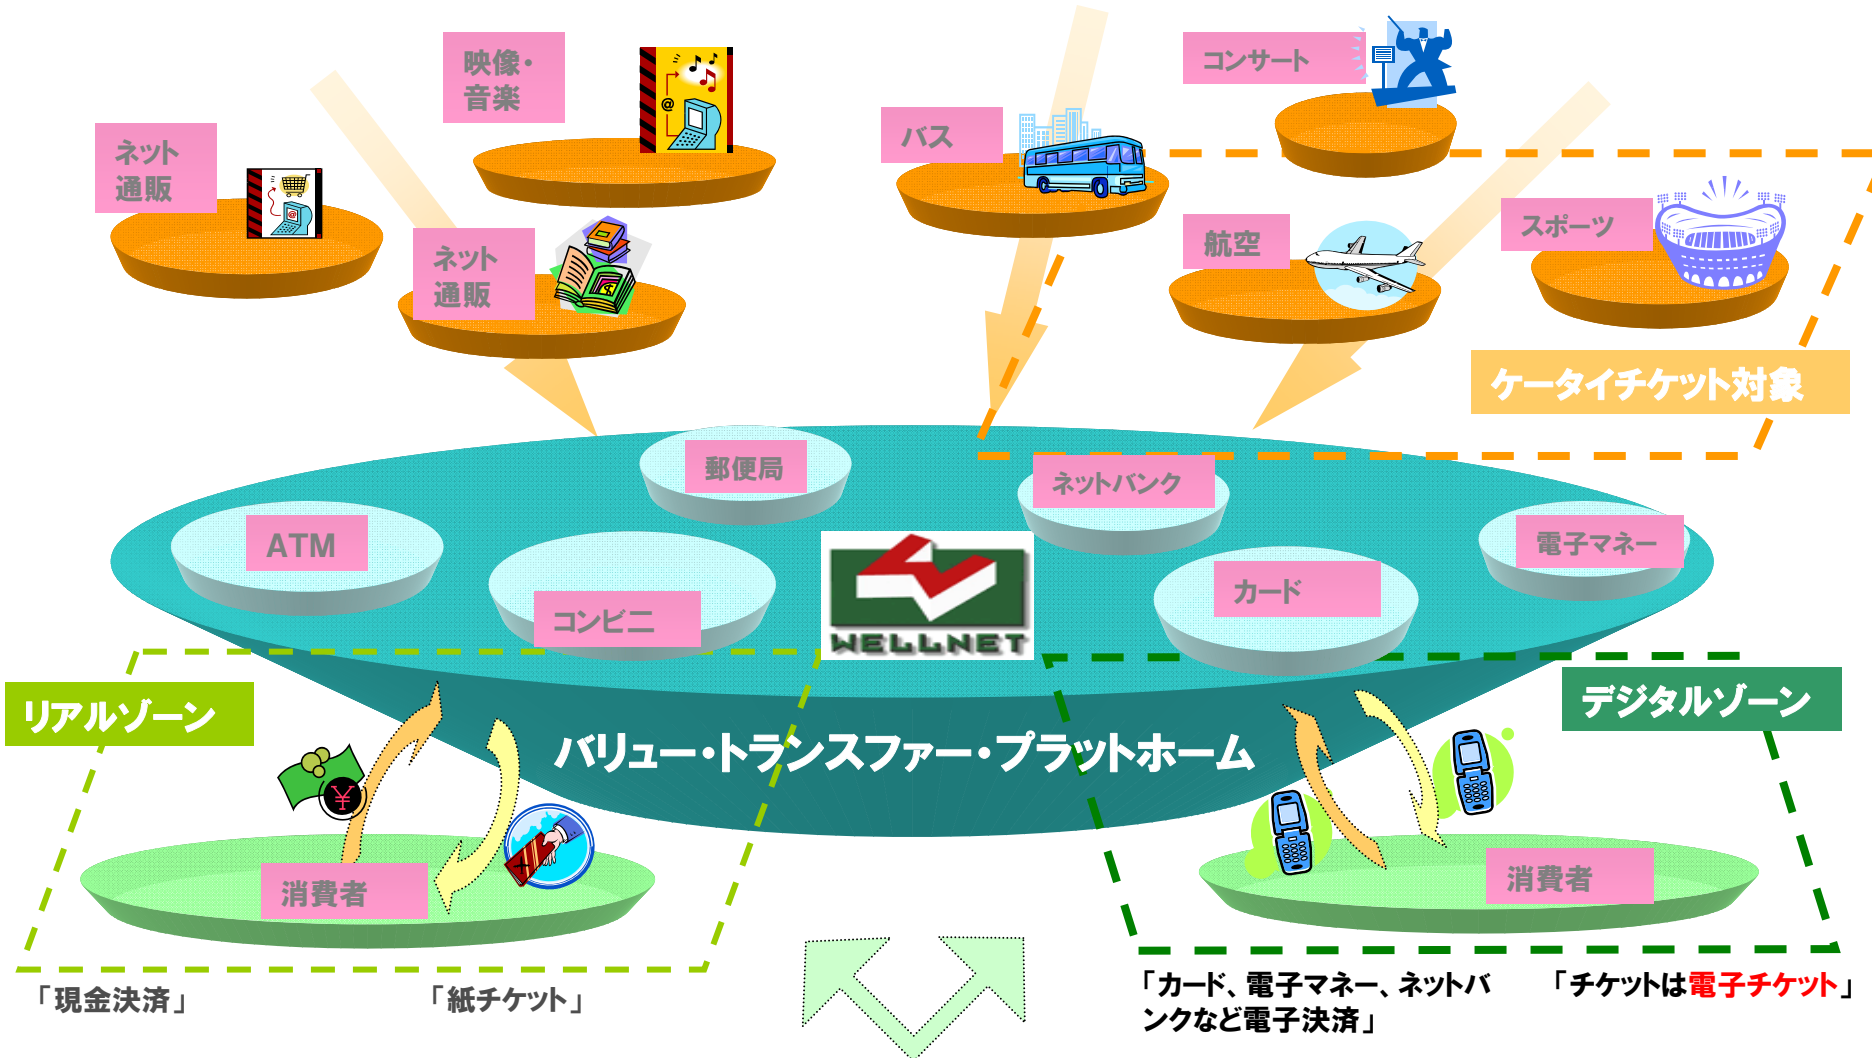 映像・
音楽
コンサート
バス
ネット
通販
ネット
通販
航空
スポーツ
ケータイチケット対象
郵便局
ネットバンク
ATM
電子マネー
コンビニ
カード
WELLNET
リアルゾーン
デジタルゾーン
バリュー・トランスファー・プラットホーム
消費者
消費者
「現金決済」
「紙チケット」
「カード、電子マネー、ネットバ
ンクなど電子決済」
「チケットは電子チケット」